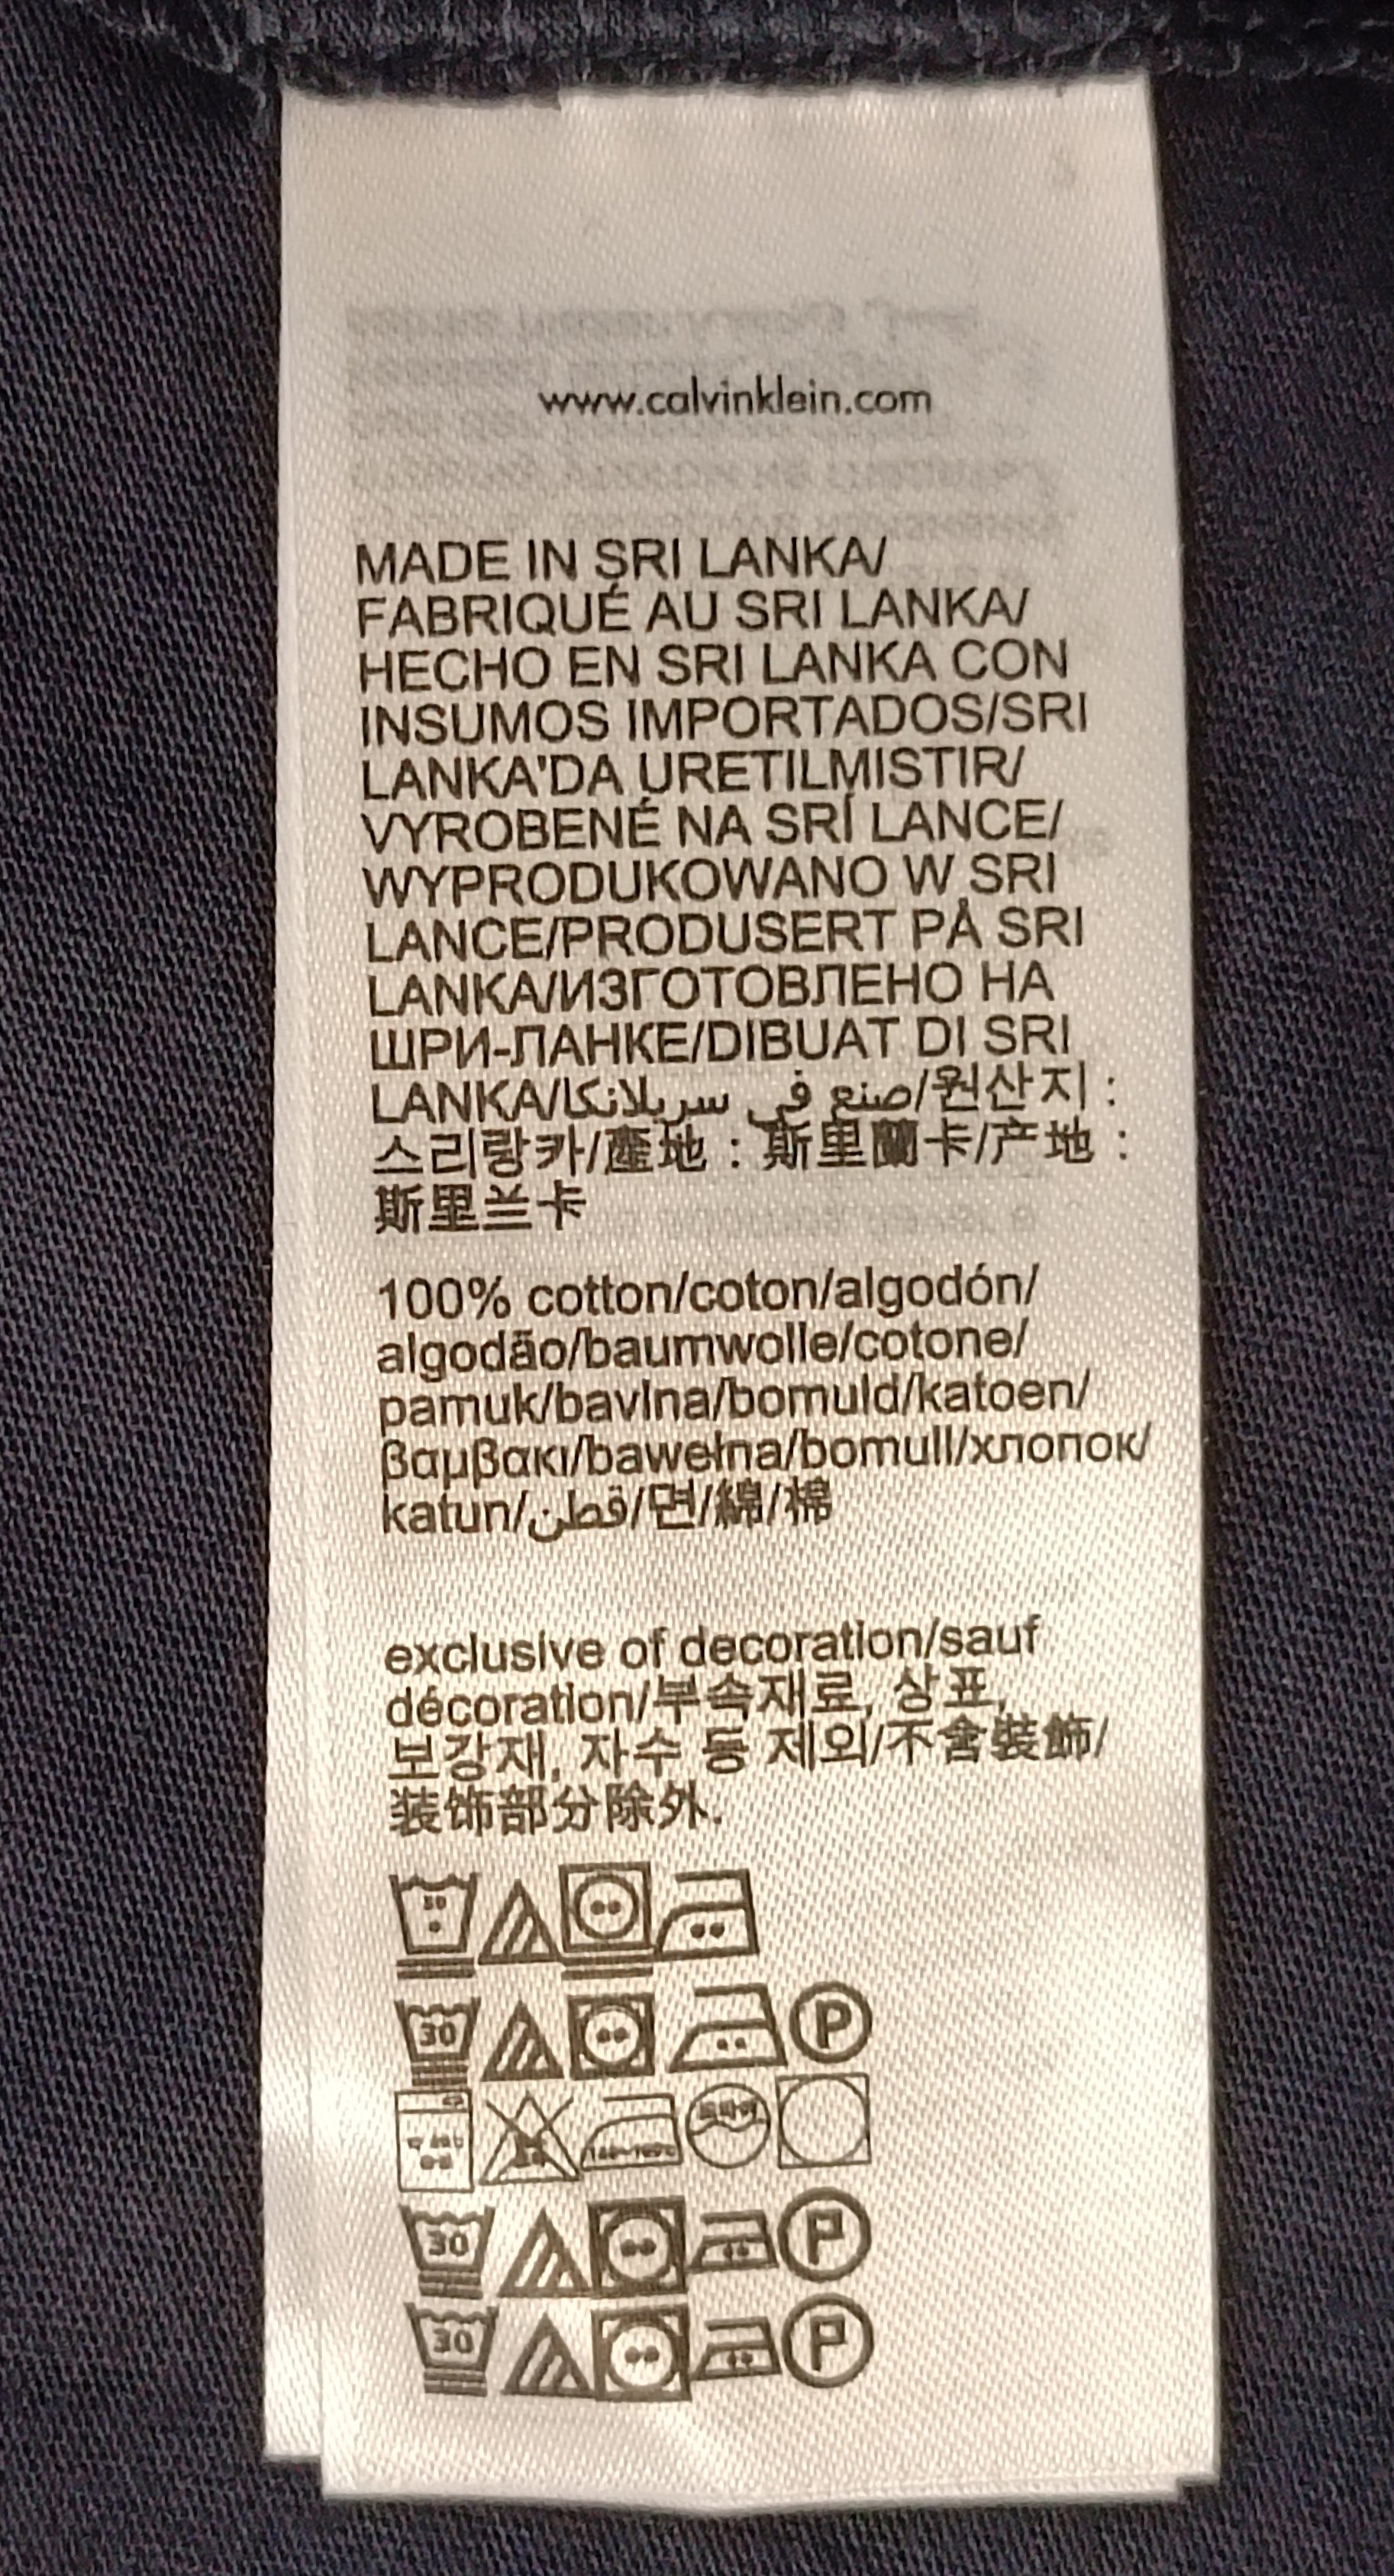 www.calvinklein.com
MADE IN SRI LANKA/
FABRIQUÉ AU SRI LANKA/
HECHO EN SRI LANKA CON
INSUMOS IMPORTADOS/SRI
LANKA'DA URETILMISTIR/
VYROBENÉ NA SRÍ LANCE/
WYPRODUKOWANO W SRI
LANCE/PRODUSERT PÅ SRI
LANKA/ИЗГОТОВЛЕНО НА
ШРИ-ЛАНКЕ/DIBUAT DI SRI
LANKA/صنع في سريلانكا/원산지 :
스리랑카/產地 : 斯里蘭卡/产地 :
斯里兰卡
100% cotton/coton/algodón/
algodão/baumwolle/cotone/
pamuk/bavlna/bomuld/katoen/
βαμβακι/bawełna/bomull/хлопок/
katun/قطن/면/綿/棉
exclusive of decoration/sauf
décoration/부속재료, 상표,
보강재, 자수 등 제외/不含裝飾/
装饰部分除外.
30
30 P
30 P
30 P